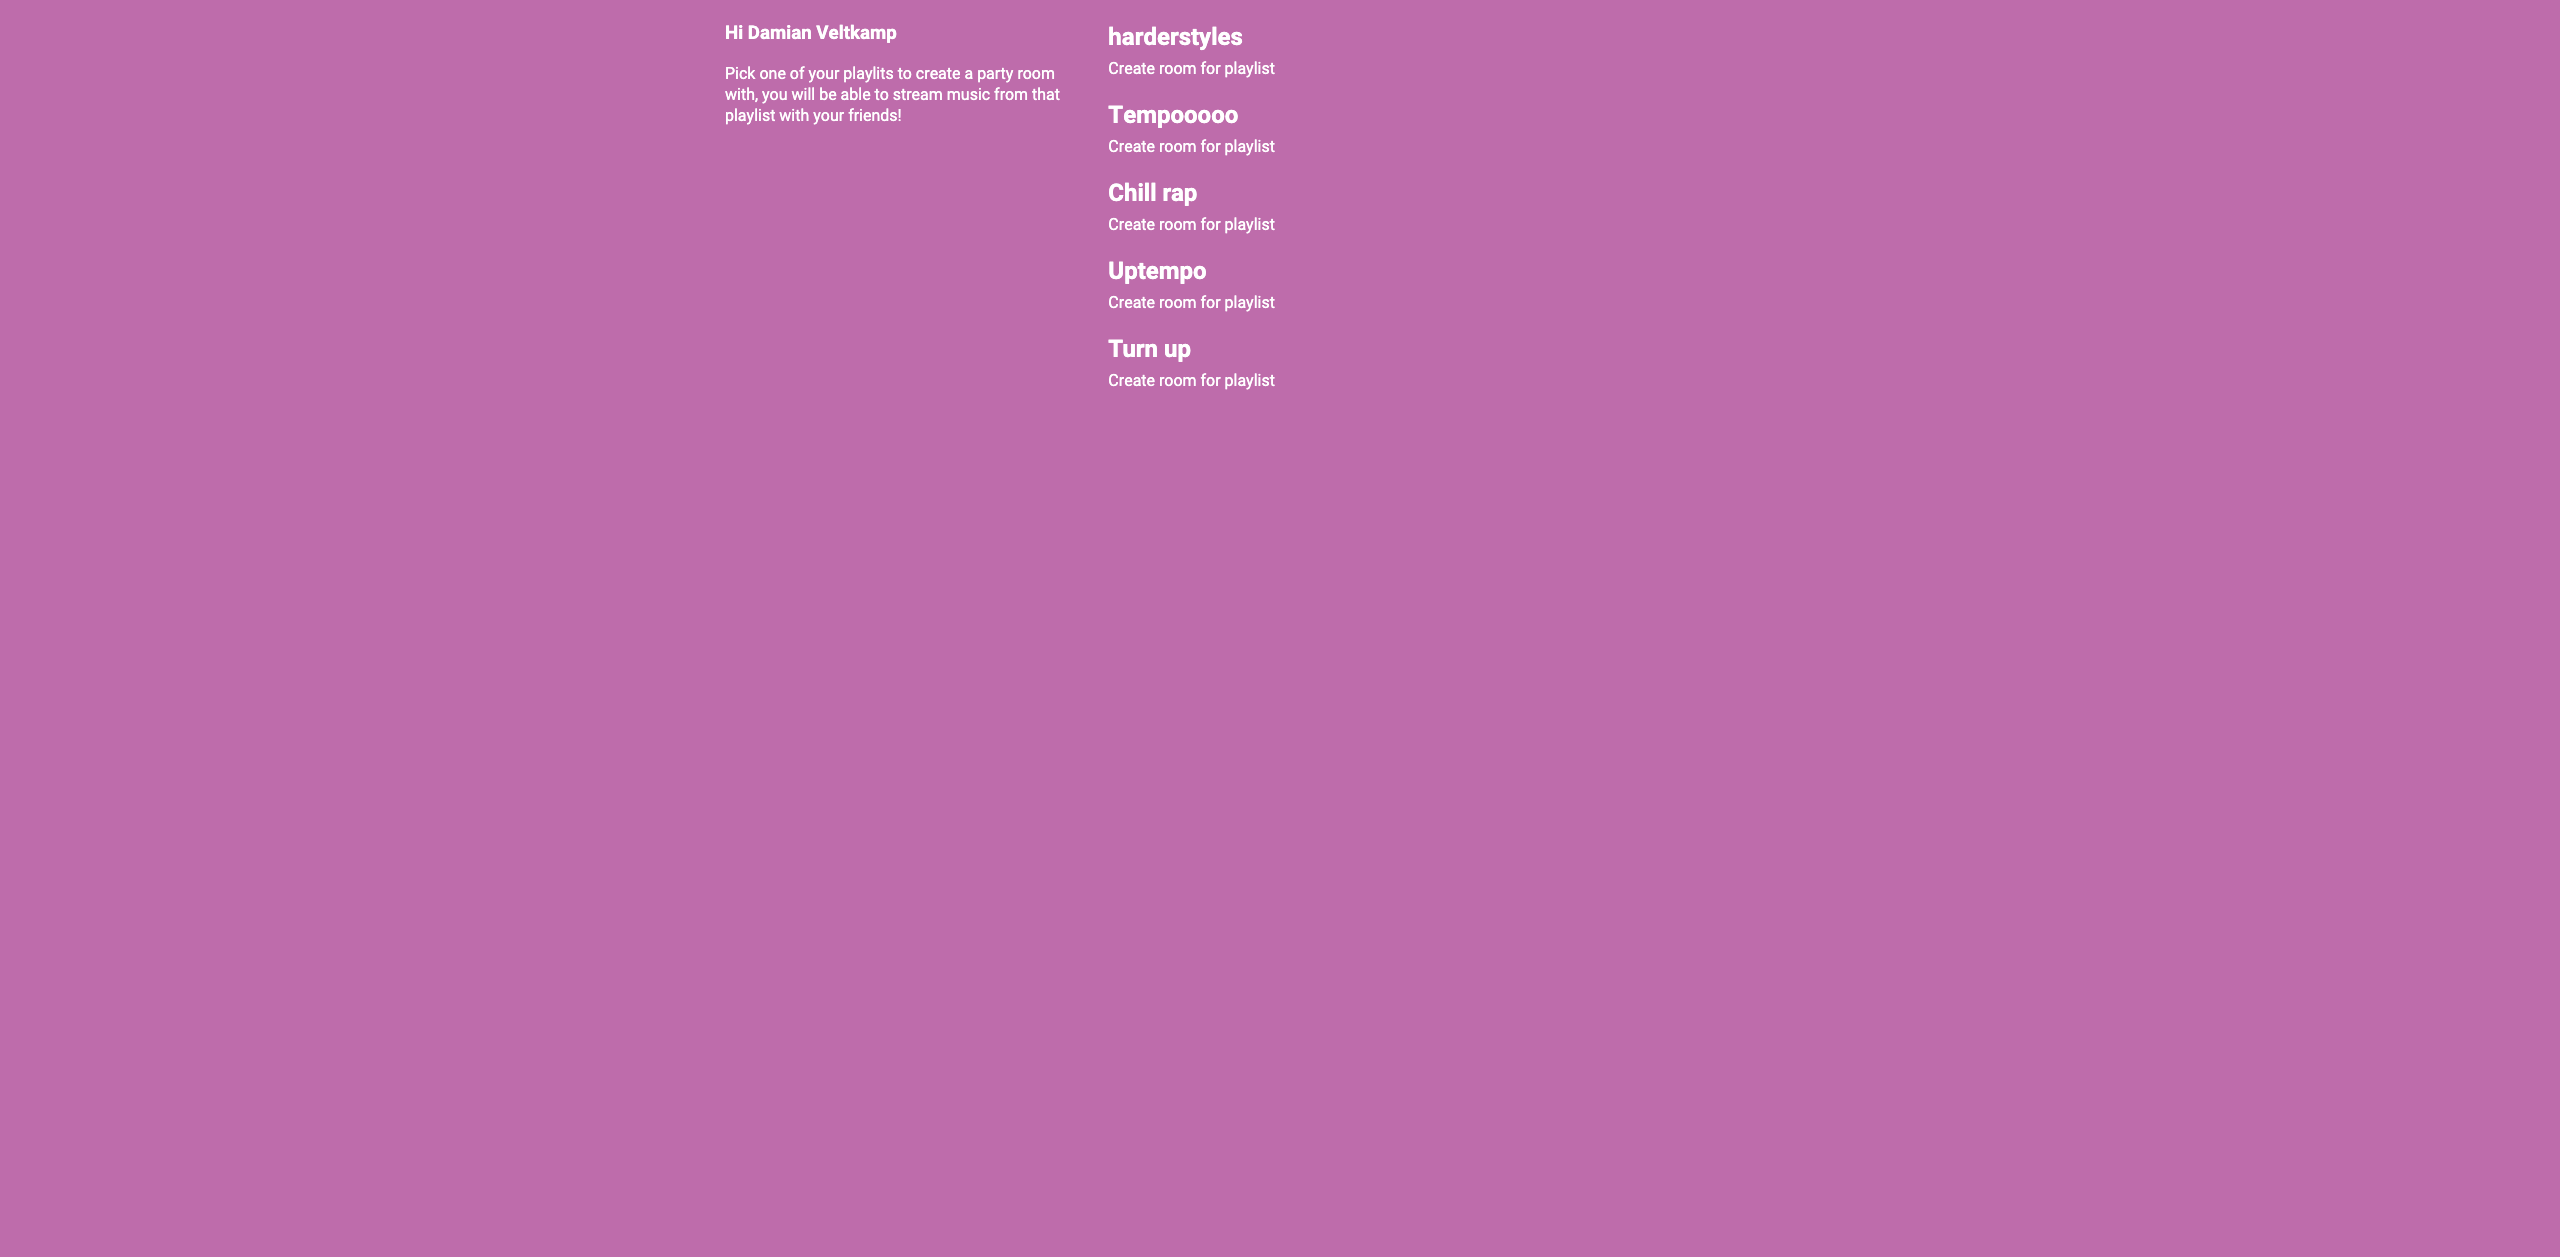 Hi Damian Veltkamp
Pick one of your playlits to create a party room
with, you will be able to stream music from that
playlist with your friends!
harderstyles
Create room for playlist
Tempooooo
Create room for playlist
Chill rap
Create room for playlist
Uptempo
Create room for playlist
Turn up
Create room for playlist